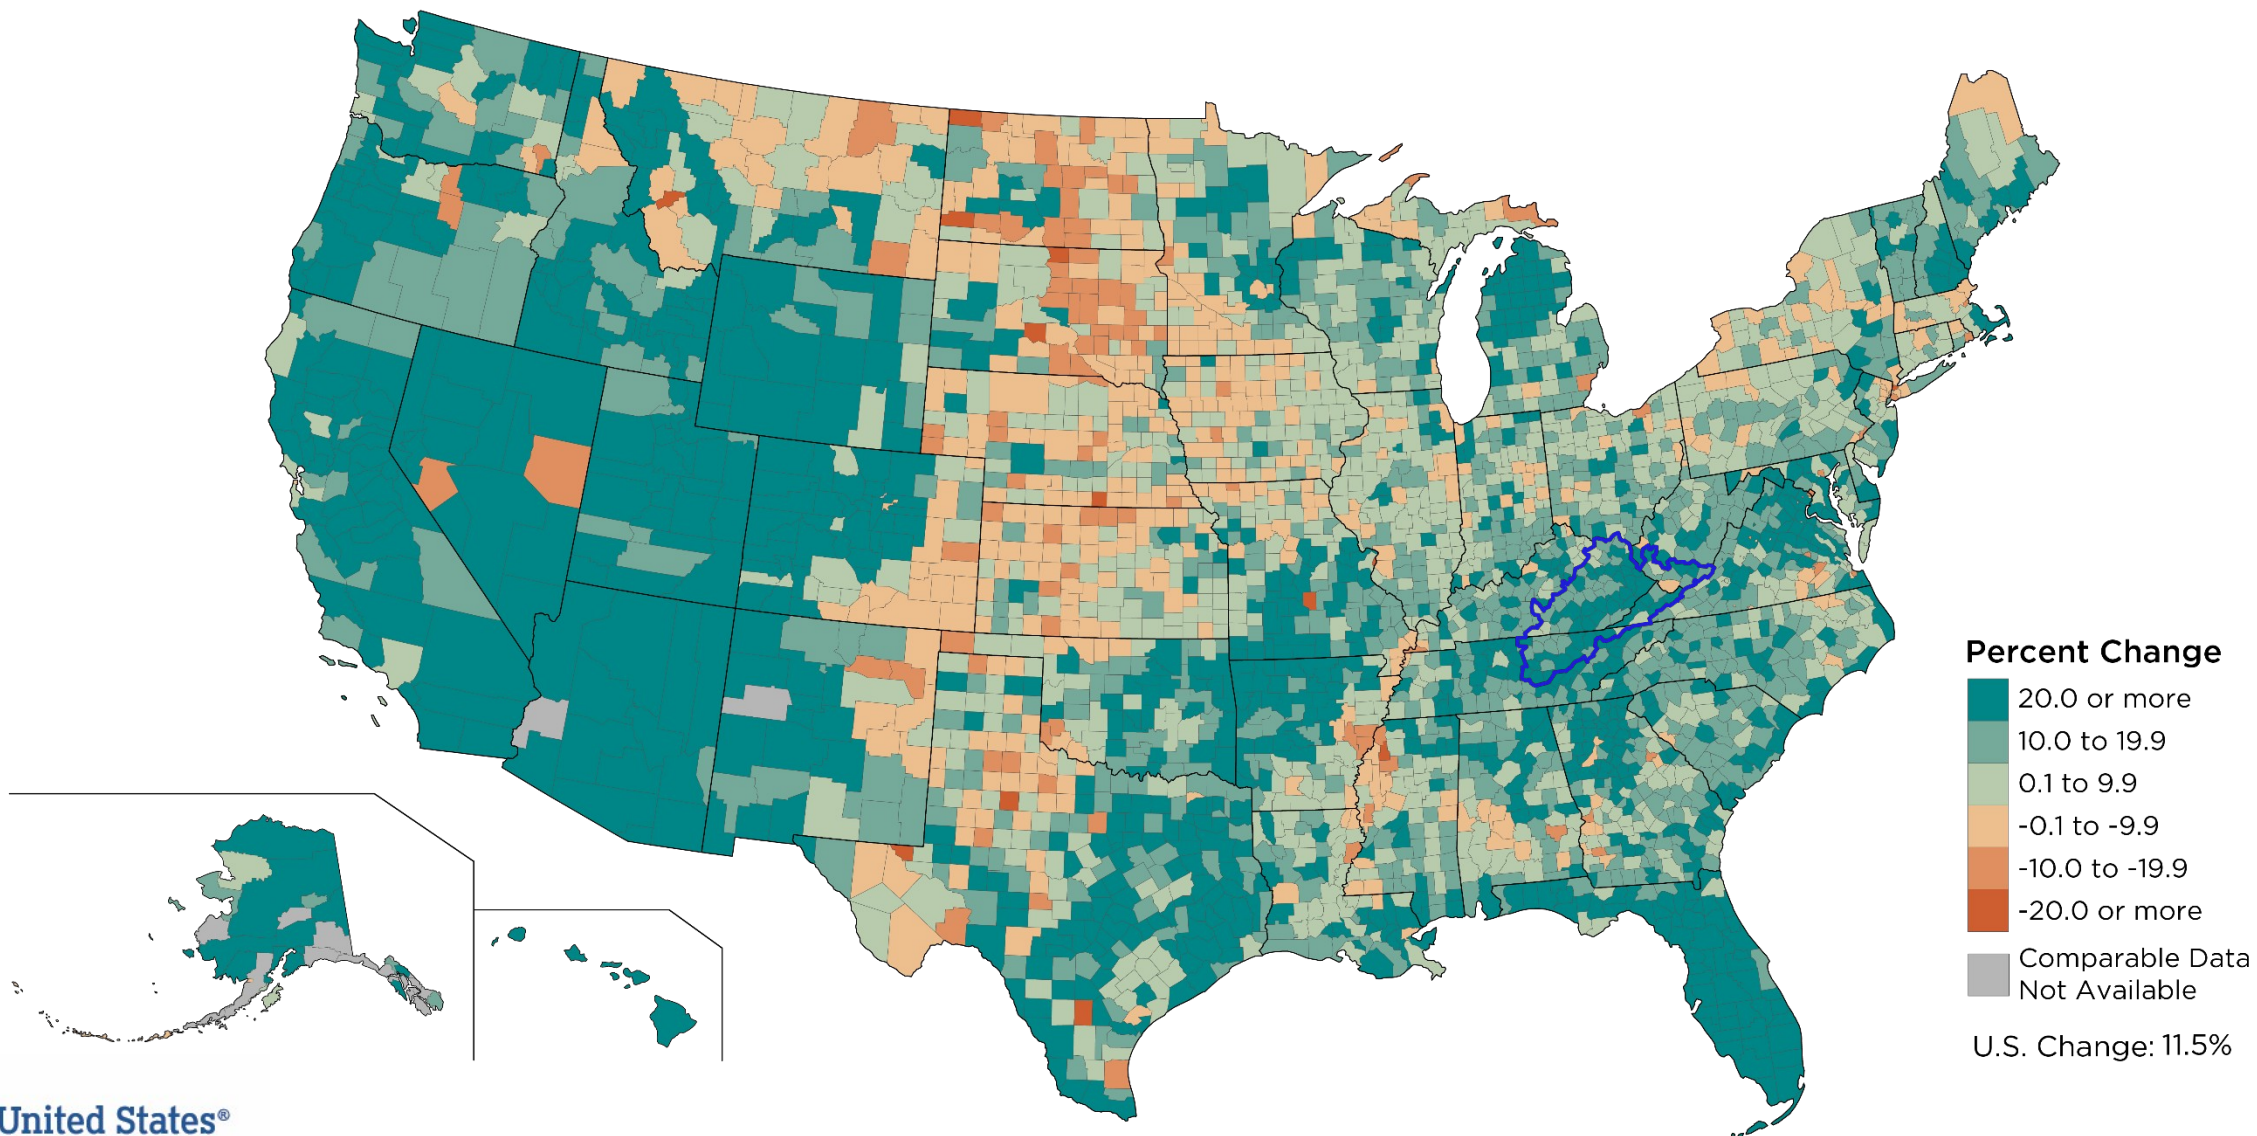 Percent Change
20.0 or more
10.0 to 19.9
0.1 to 9.9
-0.1 to -9.9
-10.0 to -19.9
-20.0 or more
Comparable Data
Not Available
U.S. Change: 11.5%
United States®